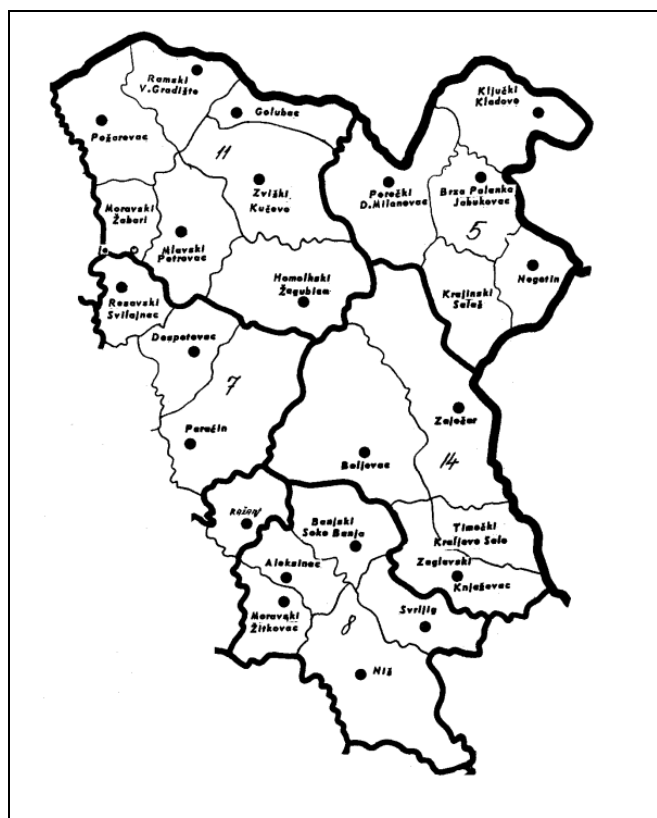 Ramski
V.Gradište
Golubac
Ključki
Kladovo
Požarevac
11
Zviški
Kučevo
Porečki
D.Milanovac
Brza Palanka
Jabukovac
5
Moravski
Žabari
Mlavski
Petrovac
Homoljski
Žagubica
Negotin
Krajinski
Salaš
Resavski
Svilajnac
Despotovac
7
Paraćin
Zaječar
Boljevac
14
RAŽANJ
Banjski
Soko Banja
Timočki
Kraljevo Selo
Aleksinac
Zaglavski
Knjaževac
Moravski
Žitkovac
8
Svrljig
Niš